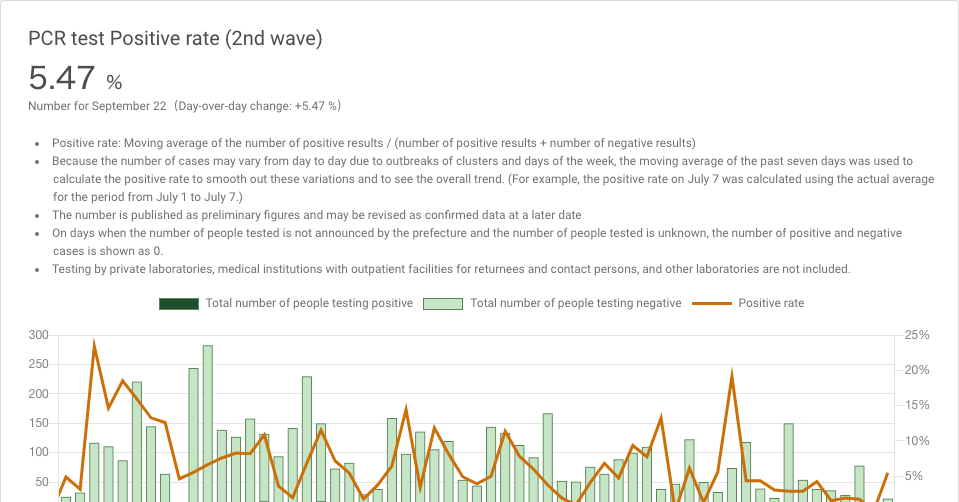 PCR test Positive rate (2nd wave)
5.47 %
Number for September 22 (Day-over-day change: +5.47 %)
• Positive rate: Moving average of the number of positive results / (number of positive results + number of negative results)
• Because the number of cases may vary from day to day due to outbreaks of clusters and days of the week, the moving average of the past seven days was used to
calculate the positive rate to smooth out these variations and to see the overall trend. (For example, the positive rate on July 7 was calculated using the actual average
for the period from July 1 to July 7.)
• The number is published as preliminary figures and may be revised as confirmed data at a later date
• On days when the number of people tested is not announced by the prefecture and the number of people tested is unknown, the number of positive and negative
cases is shown as 0.
• Testing by private laboratories, medical institutions with outpatient facilities for returnees and contact persons, and other laboratories are not included.
Total number of people testing positive Total number of people testing negative Positive rate
300 25%
250 20%
200 15%
150 10%
100 5%
50